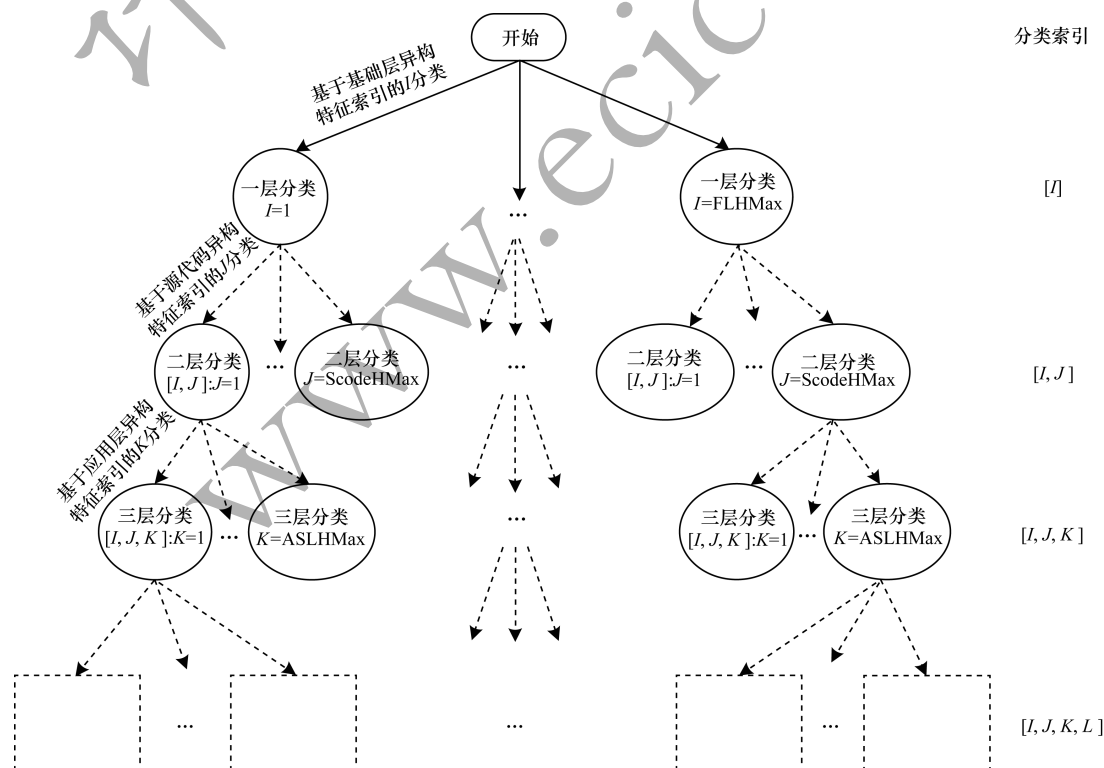 开始
分类索引
基于基础层异构
特征索引的I分类
一层分类
I=1
...
一层分类
I=FLHMax
[I]
基于源代码异构
特征索引的J分类
二层分类
[I, J]:J=1
...
二层分类
J=ScodeHMax
...
二层分类
[I, J]:J=1
...
二层分类
J=ScodeHMax
[I, J]
基于应用层异构
特征索引的K分类
三层分类
[I, J, K]:K=1
...
三层分类
K=ASLHMax
...
三层分类
[I, J, K]:K=1
...
三层分类
K=ASLHMax
[I, J, K]
...
...
...
[I, J, K, L]
www.ecic